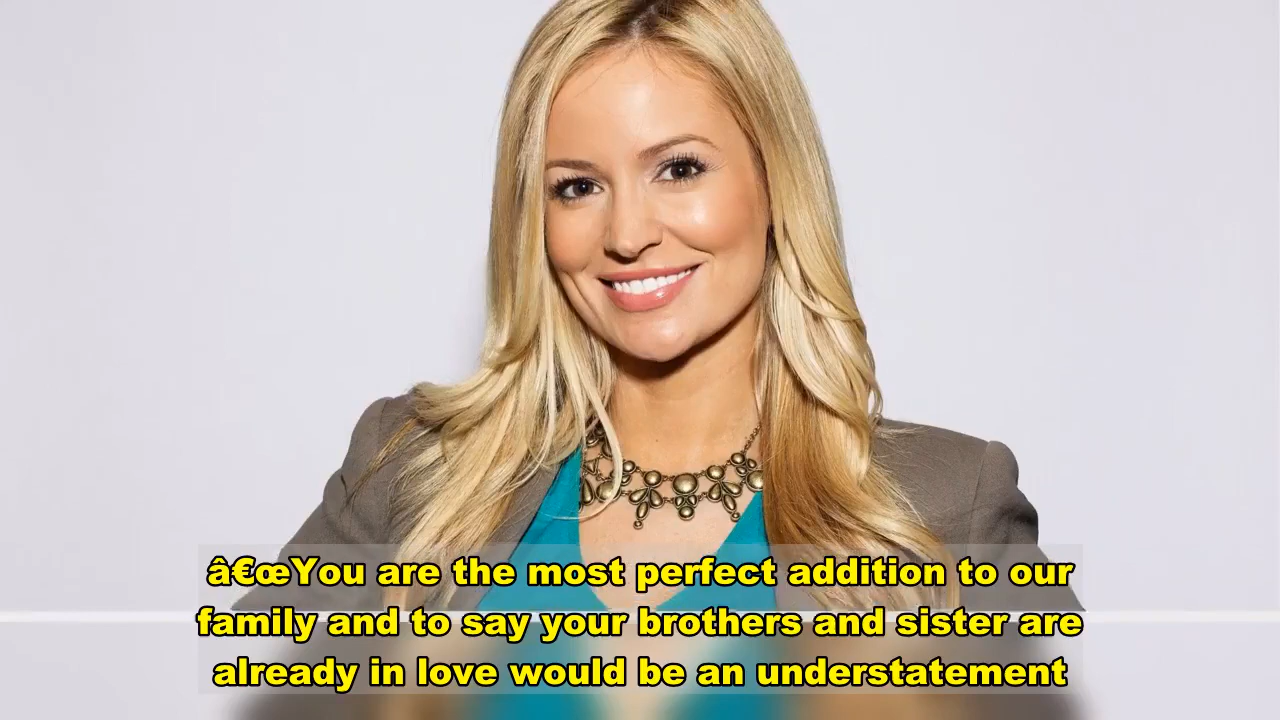 â€œYou are the most perfect addition to our
family and to say your brothers and sister are
already in love would be an understatement